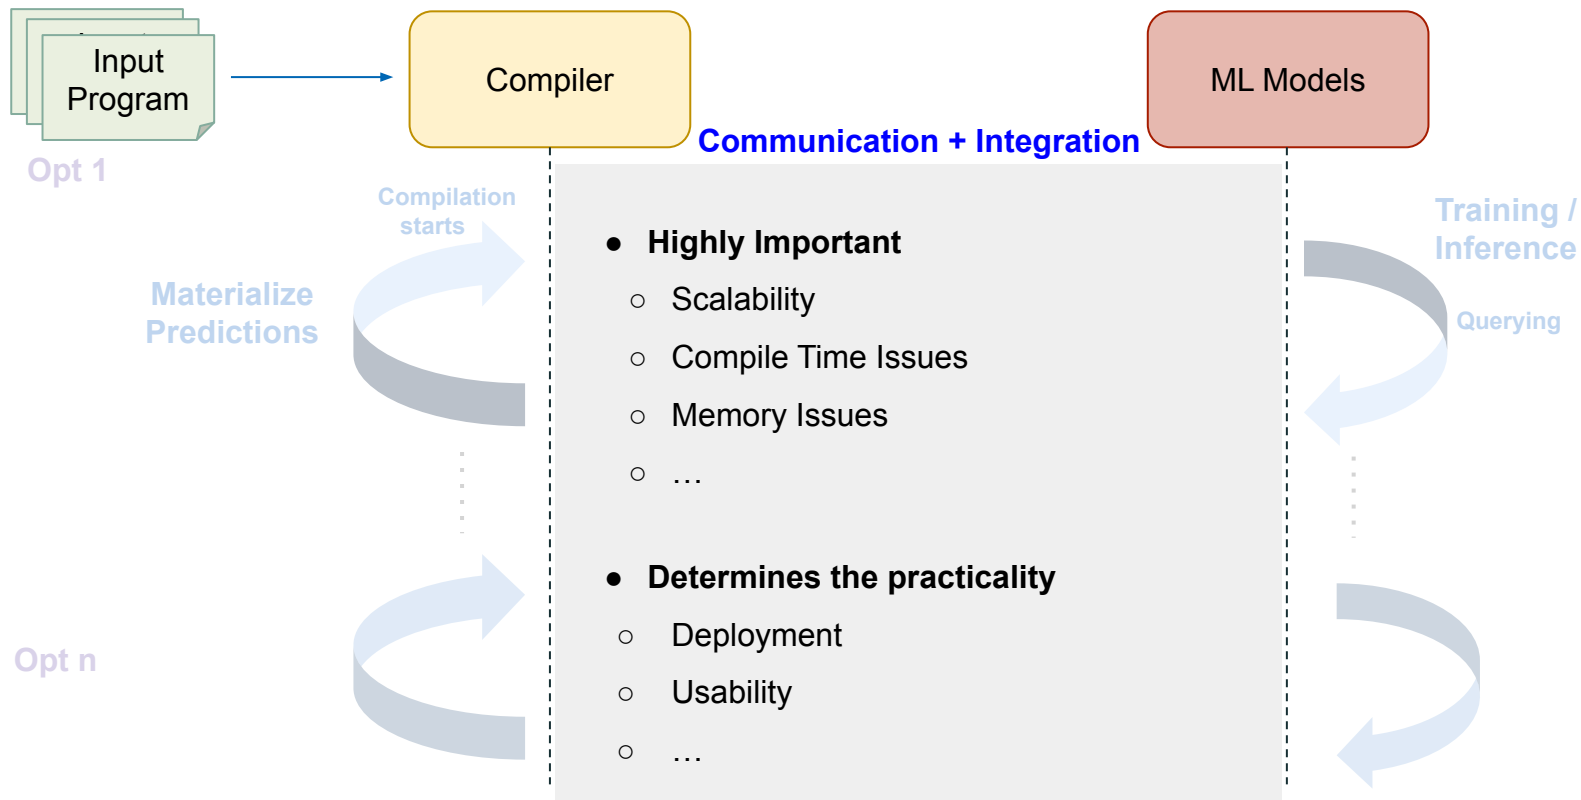 Input
Program
Compiler
ML Models
Communication + Integration
Opt 1
Compilation
starts
Materialize
Predictions
● Highly Important
○ Scalability
○ Compile Time Issues
○ Memory Issues
○ …
● Determines the practicality
○ Deployment
○ Usability
○ …
Training /
Inference
Querying
Opt n